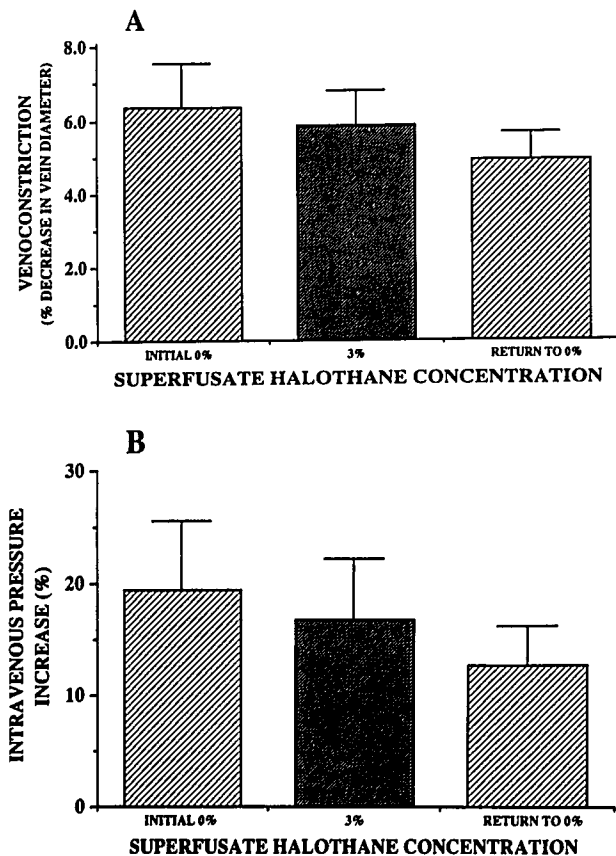 A
8.0
6.0
4.0
2.0
0.0
VENOCONSTRICTION
(% DECREASE IN VEIN DIAMETER)
INITIAL 0%
3%
RETURN TO 0%
SUPERFUSATE HALOTHANE CONCENTRATION
B
30
20
10
0
INTRAVENOUS PRESSURE
INCREASE (%)
INITIAL 0%
3%
RETURN TO 0%
SUPERFUSATE HALOTHANE CONCENTRATION